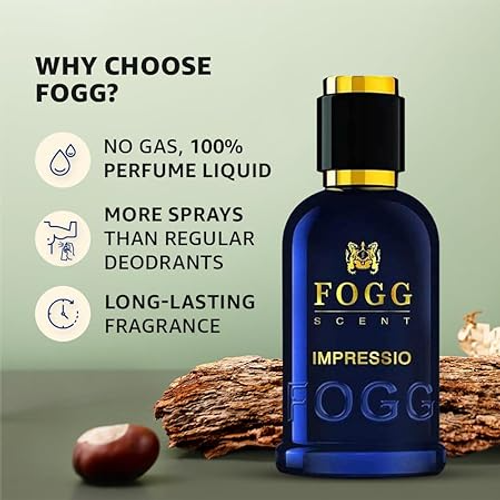 WHY CHOOSE
FOGG?
NO GAS, 100%
PERFUME LIQUID
MORE SPRAYS
THAN REGULAR
DEODRANTS
LONG-LASTING
FRAGRANCE
FOGG
SCENT
IMPRESSIO
FOGG